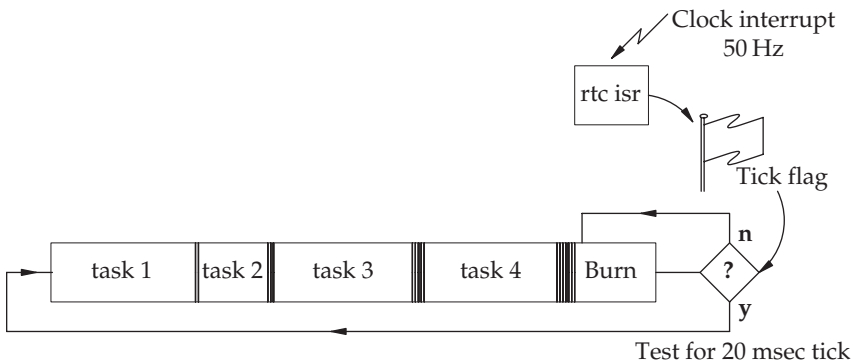 Clock interrupt
50 Hz
rtc isr
Tick flag
n
task 1 task 2 task 3 task 4 Burn ?
y
Test for 20 msec tick